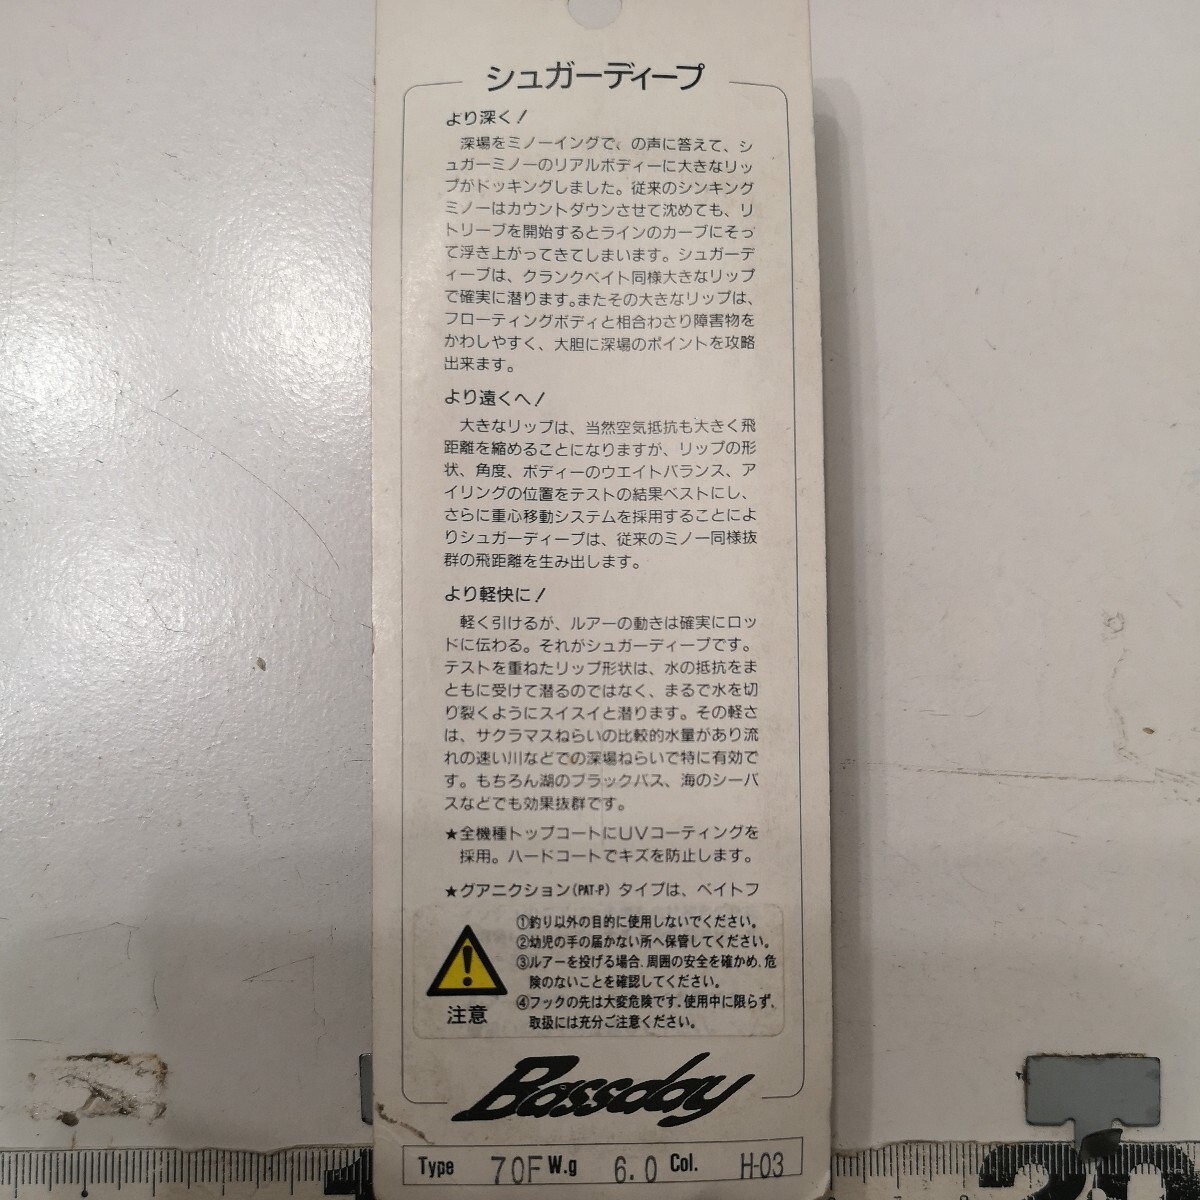 シュガーディープ
より深く！
深場をミノーイングで、の声に答えて、シ
ュガーミノーのリアルボディーに大きなリッ
プがドッキングしました。従来のシンキング
ミノーはカウントダウンさせて沈めても、リ
トリーブを開始するとラインのカーブにそっ
て浮き上がってきてしまいます。シュガーデ
ィープは、クランクベイト同様大きなリップ
で確実に潜ります。またその大きなリップは、
フローティングボディと相合わさり障害物を
かわしやすく、大胆に深場のポイントを攻略
出来ます。
より遠くへ！
大きなリップは、当然空気抵抗も大きく飛
距離を縮めることになりますが、リップの形
状、角度、ボディーのウエイトバランス、ア
イリングの位置をテストの結果ベストにし、
さらに重心移動システムを採用することによ
りシュガーディープは、従来のミノー同様抜
群の飛距離を生み出します。
より軽快に！
軽く引けるが、ルアーの動きは確実にロッ
ドに伝わる。それがシュガーディープです。
テストを重ねたリップ形状は、水の抵抗をま
ともに受けて潜るのではなく、まるで水を切
り裂くようにスイスイと潜ります。その軽さ
は、サクラマスねらいの比較的水量があり流
れの速い川などでの深場ねらいで特に有効で
す。もちろん湖のブラックバス、海のシーバ
スなどでも効果抜群です。
★全機種トップコートにUVコーティングを
採用。ハードコートでキズを防止します。
★グアニクション(PAT-P)タイプは、ベイトフ
①釣り以外の目的に使用しないでください。
②幼児の手の届かない所へ保管してください。
③ルアーを投げる場合、周囲の安全を確かめ、危
険のないことを確認してください。
④フックの先は大変危険です。使用中に限らず、
取扱には充分ご注意ください。
注意
Bassday
Type 70F W.g 6.0 Col. H-03